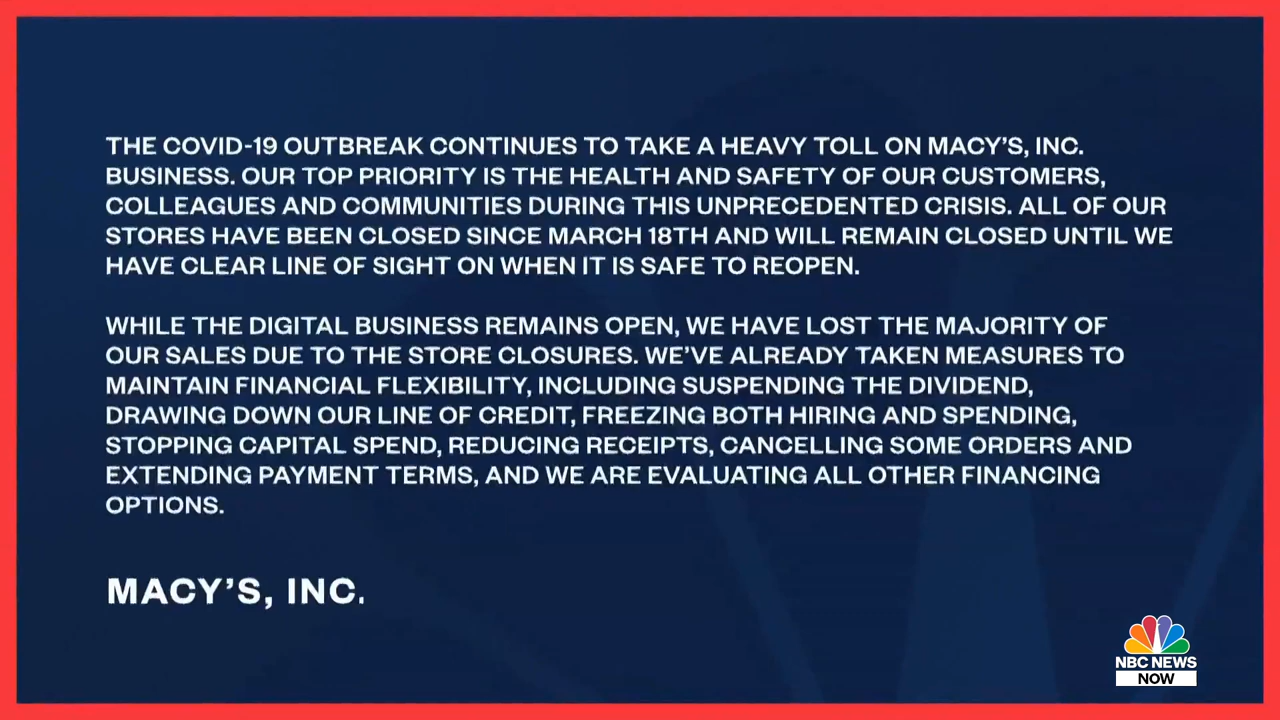 THE COVID-19 OUTBREAK CONTINUES TO TAKE A HEAVY TOLL ON MACY’S, INC.
BUSINESS. OUR TOP PRIORITY IS THE HEALTH AND SAFETY OF OUR CUSTOMERS,
COLLEAGUES AND COMMUNITIES DURING THIS UNPRECEDENTED CRISIS. ALL OF OUR
STORES HAVE BEEN CLOSED SINCE MARCH 18TH AND WILL REMAIN CLOSED UNTIL WE
HAVE CLEAR LINE OF SIGHT ON WHEN IT IS SAFE TO REOPEN.
WHILE THE DIGITAL BUSINESS REMAINS OPEN, WE HAVE LOST THE MAJORITY OF
OUR SALES DUE TO THE STORE CLOSURES. WE’VE ALREADY TAKEN MEASURES TO
MAINTAIN FINANCIAL FLEXIBILITY, INCLUDING SUSPENDING THE DIVIDEND,
DRAWING DOWN OUR LINE OF CREDIT, FREEZING BOTH HIRING AND SPENDING,
STOPPING CAPITAL SPEND, REDUCING RECEIPTS, CANCELLING SOME ORDERS AND
EXTENDING PAYMENT TERMS, AND WE ARE EVALUATING ALL OTHER FINANCING
OPTIONS.
MACY’S, INC.
NBC NEWS
NOW